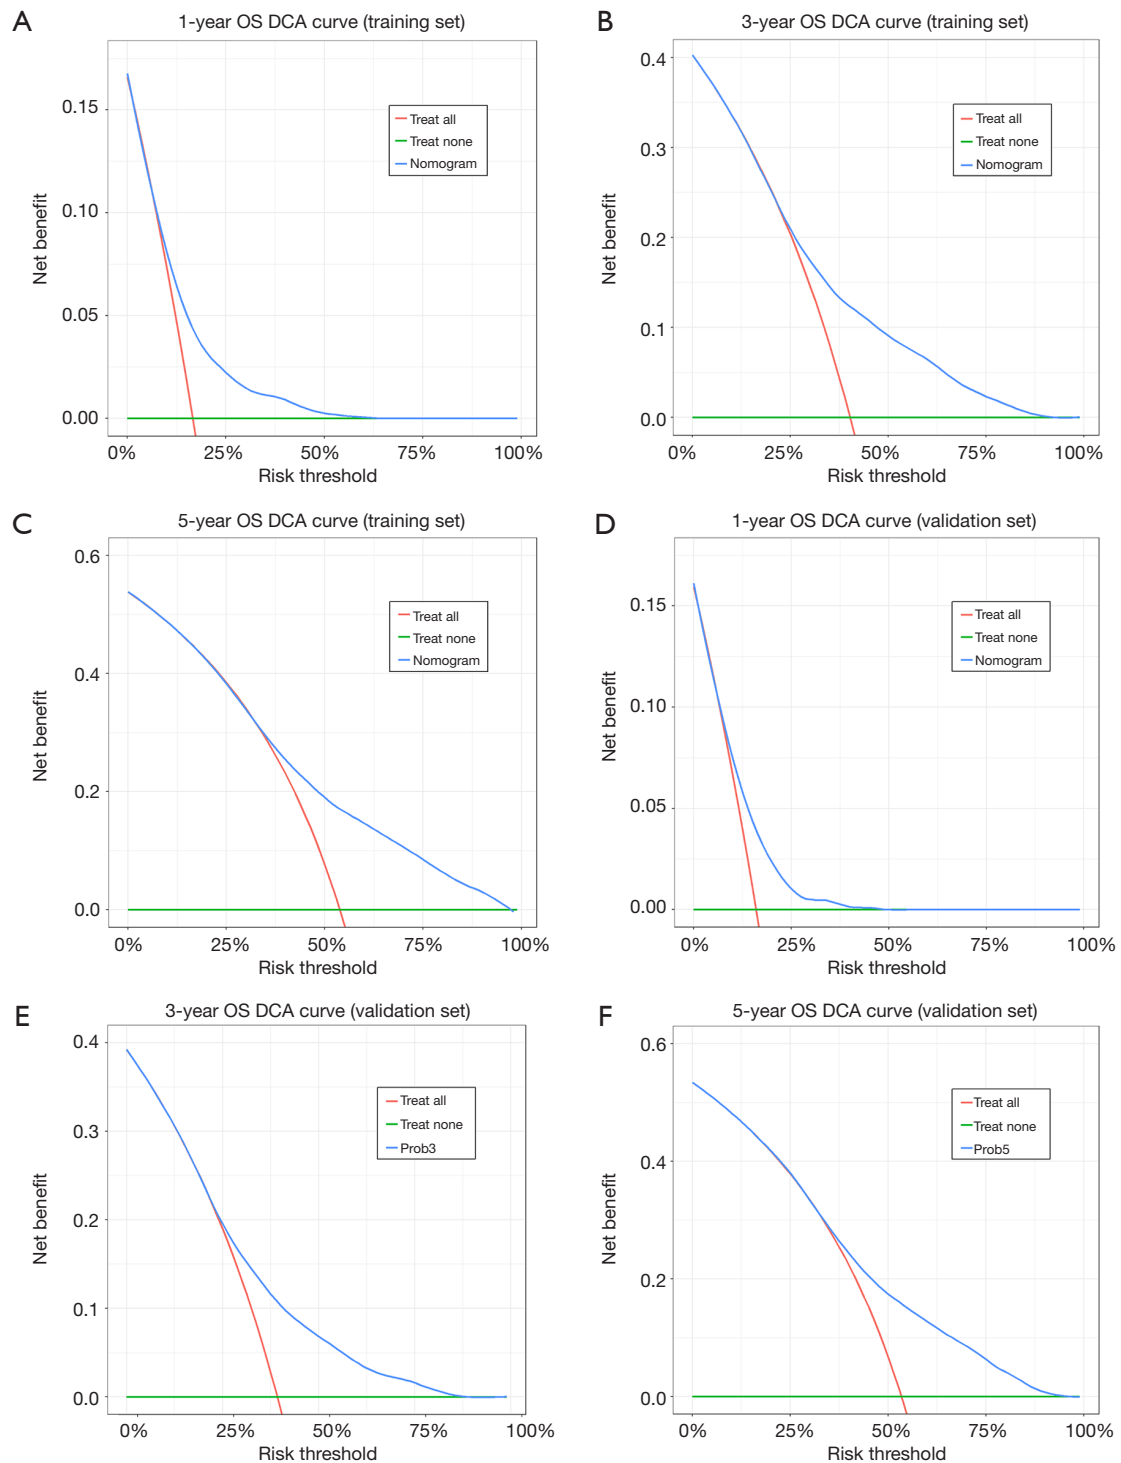 A
1-year OS DCA curve (training set)
Net benefit
0.15
0.10
0.05
0.00
Treat all
Treat none
Nomogram
0% 25% 50% 75% 100%
Risk threshold
B
3-year OS DCA curve (training set)
Net benefit
0.4
0.3
0.2
0.1
0.0
Treat all
Treat none
Nomogram
0% 25% 50% 75% 100%
Risk threshold
C
5-year OS DCA curve (training set)
Net benefit
0.6
0.4
0.2
0.0
Treat all
Treat none
Nomogram
0% 25% 50% 75% 100%
Risk threshold
D
1-year OS DCA curve (validation set)
Net benefit
0.15
0.10
0.05
0.00
Treat all
Treat none
Nomogram
0% 25% 50% 75% 100%
Risk threshold
E
3-year OS DCA curve (validation set)
Net benefit
0.4
0.3
0.2
0.1
0.0
Treat all
Treat none
Prob3
0% 25% 50% 75% 100%
Risk threshold
F
5-year OS DCA curve (validation set)
Net benefit
0.6
0.4
0.2
0.0
Treat all
Treat none
Prob5
0% 25% 50% 75% 100%
Risk threshold